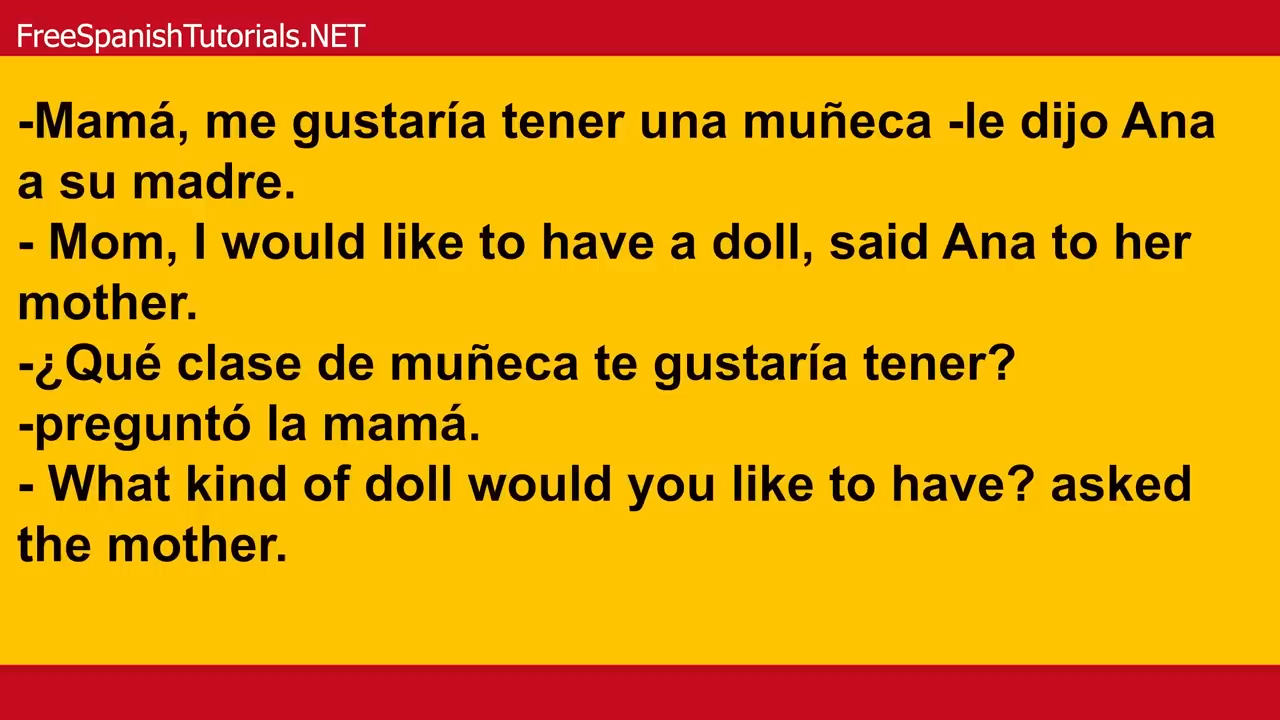 FreeSpanishTutorials.NET
-Mamá, me gustaría tener una muñeca -le dijo Ana
a su madre.
- Mom, I would like to have a doll, said Ana to her
mother.
-¿Qué clase de muñeca te gustaría tener?
-preguntó la mamá.
- What kind of doll would you like to have? asked
the mother.